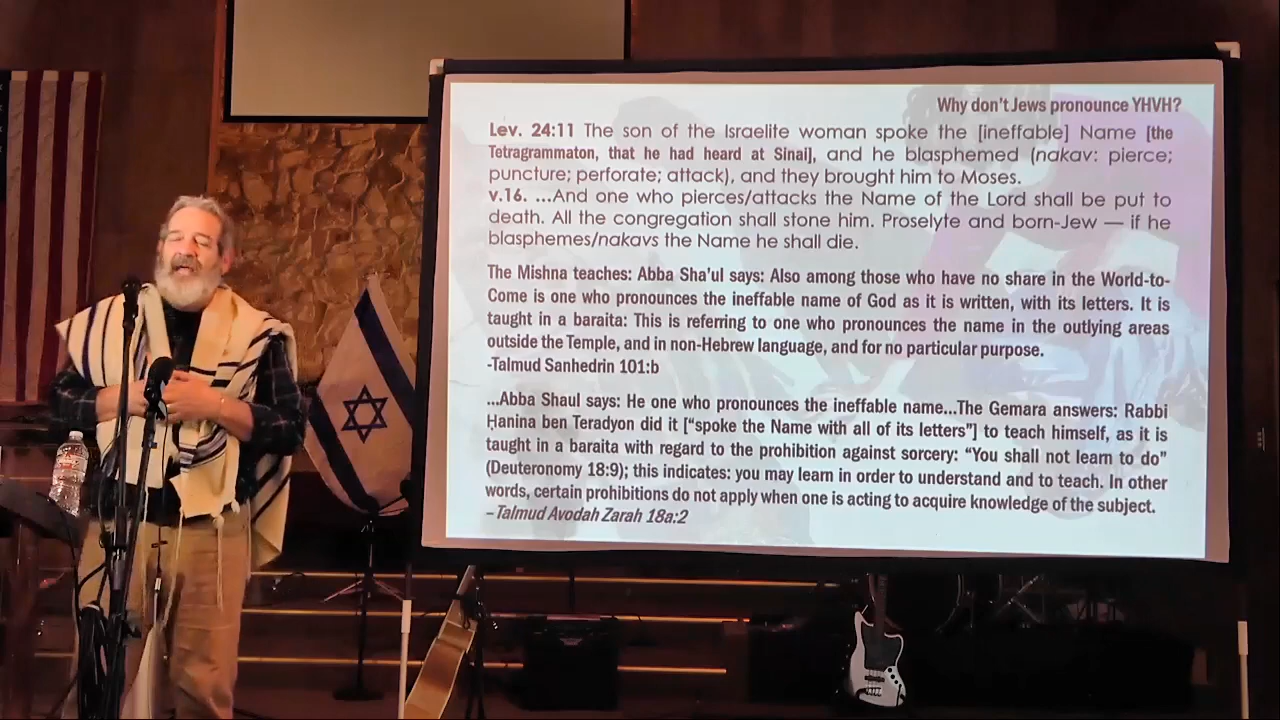 Why don't Jews pronounce YHVH?
Lev. 24:11 The son of the Israelite woman spoke the [ineffable] Name [the
Tetragrammaton, that he had heard at Sinai], and he blasphemed (nakav: pierce;
puncture; perforate; attack), and they brought him to Moses.
v.16. ...And one who pierces/attacks the Name of the Lord shall be put to
death. All the congregation shall stone him. Proselyte and born-Jew — if he
blasphemes/nakavs the Name he shall die.
The Mishna teaches: Abba Sha'ul says: Also among those who have no share in the World-to-
Come is one who pronounces the ineffable name of God as it is written, with its letters. It is
taught in a baraita: This is referring to one who pronounces the name in the outlying areas
outside the Temple, and in non-Hebrew language, and for no particular purpose.
-Talmud Sanhedrin 101:b
...Abba Shaul says: He one who pronounces the ineffable name...The Gemara answers: Rabbi
Ḥanina ben Teradyon did it ["spoke the Name with all of its letters"] to teach himself, as it is
taught in a baraita with regard to the prohibition against sorcery: "You shall not learn to do"
(Deuteronomy 18:9); this indicates: you may learn in order to understand and to teach. In other
words, certain prohibitions do not apply when one is acting to acquire knowledge of the subject.
– Talmud Avodah Zarah 18a:2